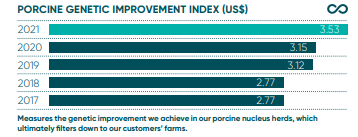 PORCINE GENETIC IMPROVEMENT INDEX (US$)
2021 3.53
2020 3.15
2019 3.12
2018 2.77
2017 2.77
Measures the genetic improvement we achieve in our porcine nucleus herds, which
ultimately filters down to our customers' farms.